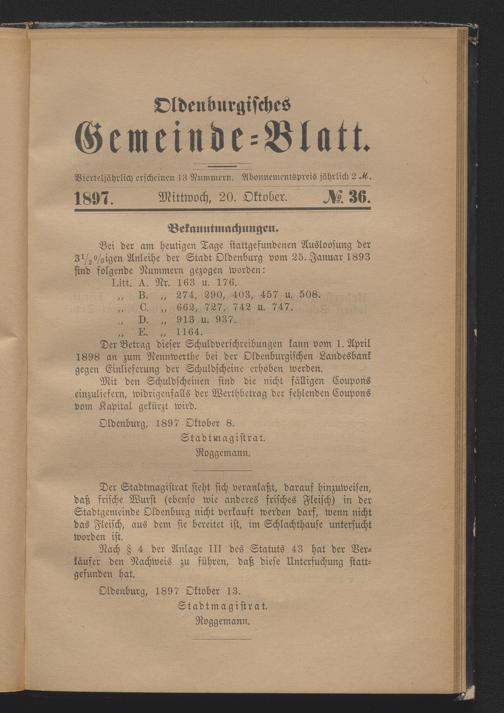 Oldenburgisches
Gemeinde-Blatt.
Vierteljährlich erscheinen 13 Nummern. Abonnementspreis jährlich 2 M.
1897. Mittwoch, 20. Oktober. № 36.
Bekanntmachungen.
Bei der am heutigen Tage stattgefundenen Ausloosung der
3½%igen Anleihe der Stadt Oldenburg vom 25. Januar 1893
sind folgende Nummern gezogen worden:
Litt. A. Nr. 163 u. 176.
„ B. „ 274, 290, 403, 457 u. 508.
„ C. „ 662, 727, 742 u. 747.
„ D. „ 913 u. 937.
„ E. „ 1164.
Der Betrag dieser Schuldverschreibungen kann vom 1. April
1898 an zum Nennwerthe bei der Oldenburgischen Landesbank
gegen Einlieferung der Schuldscheine erhoben werden.
Mit den Schuldscheinen sind die nicht fälligen Coupons
einzuliefern, widrigenfalls der Werthbetrag der fehlenden Coupons
vom Kapital gekürzt wird.
Oldenburg, 1897 Oktober 8.
Stadtmagistrat.
Roggemann.
Der Stadtmagistrat sieht sich veranlaßt, darauf hinzuweisen,
daß frische Wurst (ebenso wie anderes frisches Fleisch) in der
Stadtgemeinde Oldenburg nicht verkauft werden darf, wenn nicht
das Fleisch, aus dem sie bereitet ist, im Schlachthause untersucht
worden ist.
Nach § 4 der Anlage III des Statuts 43 hat der Ver-
käufer den Nachweis zu führen, daß diese Untersuchung statt-
gefunden hat.
Oldenburg, 1897 Oktober 13.
Stadtmagistrat.
Roggemann.